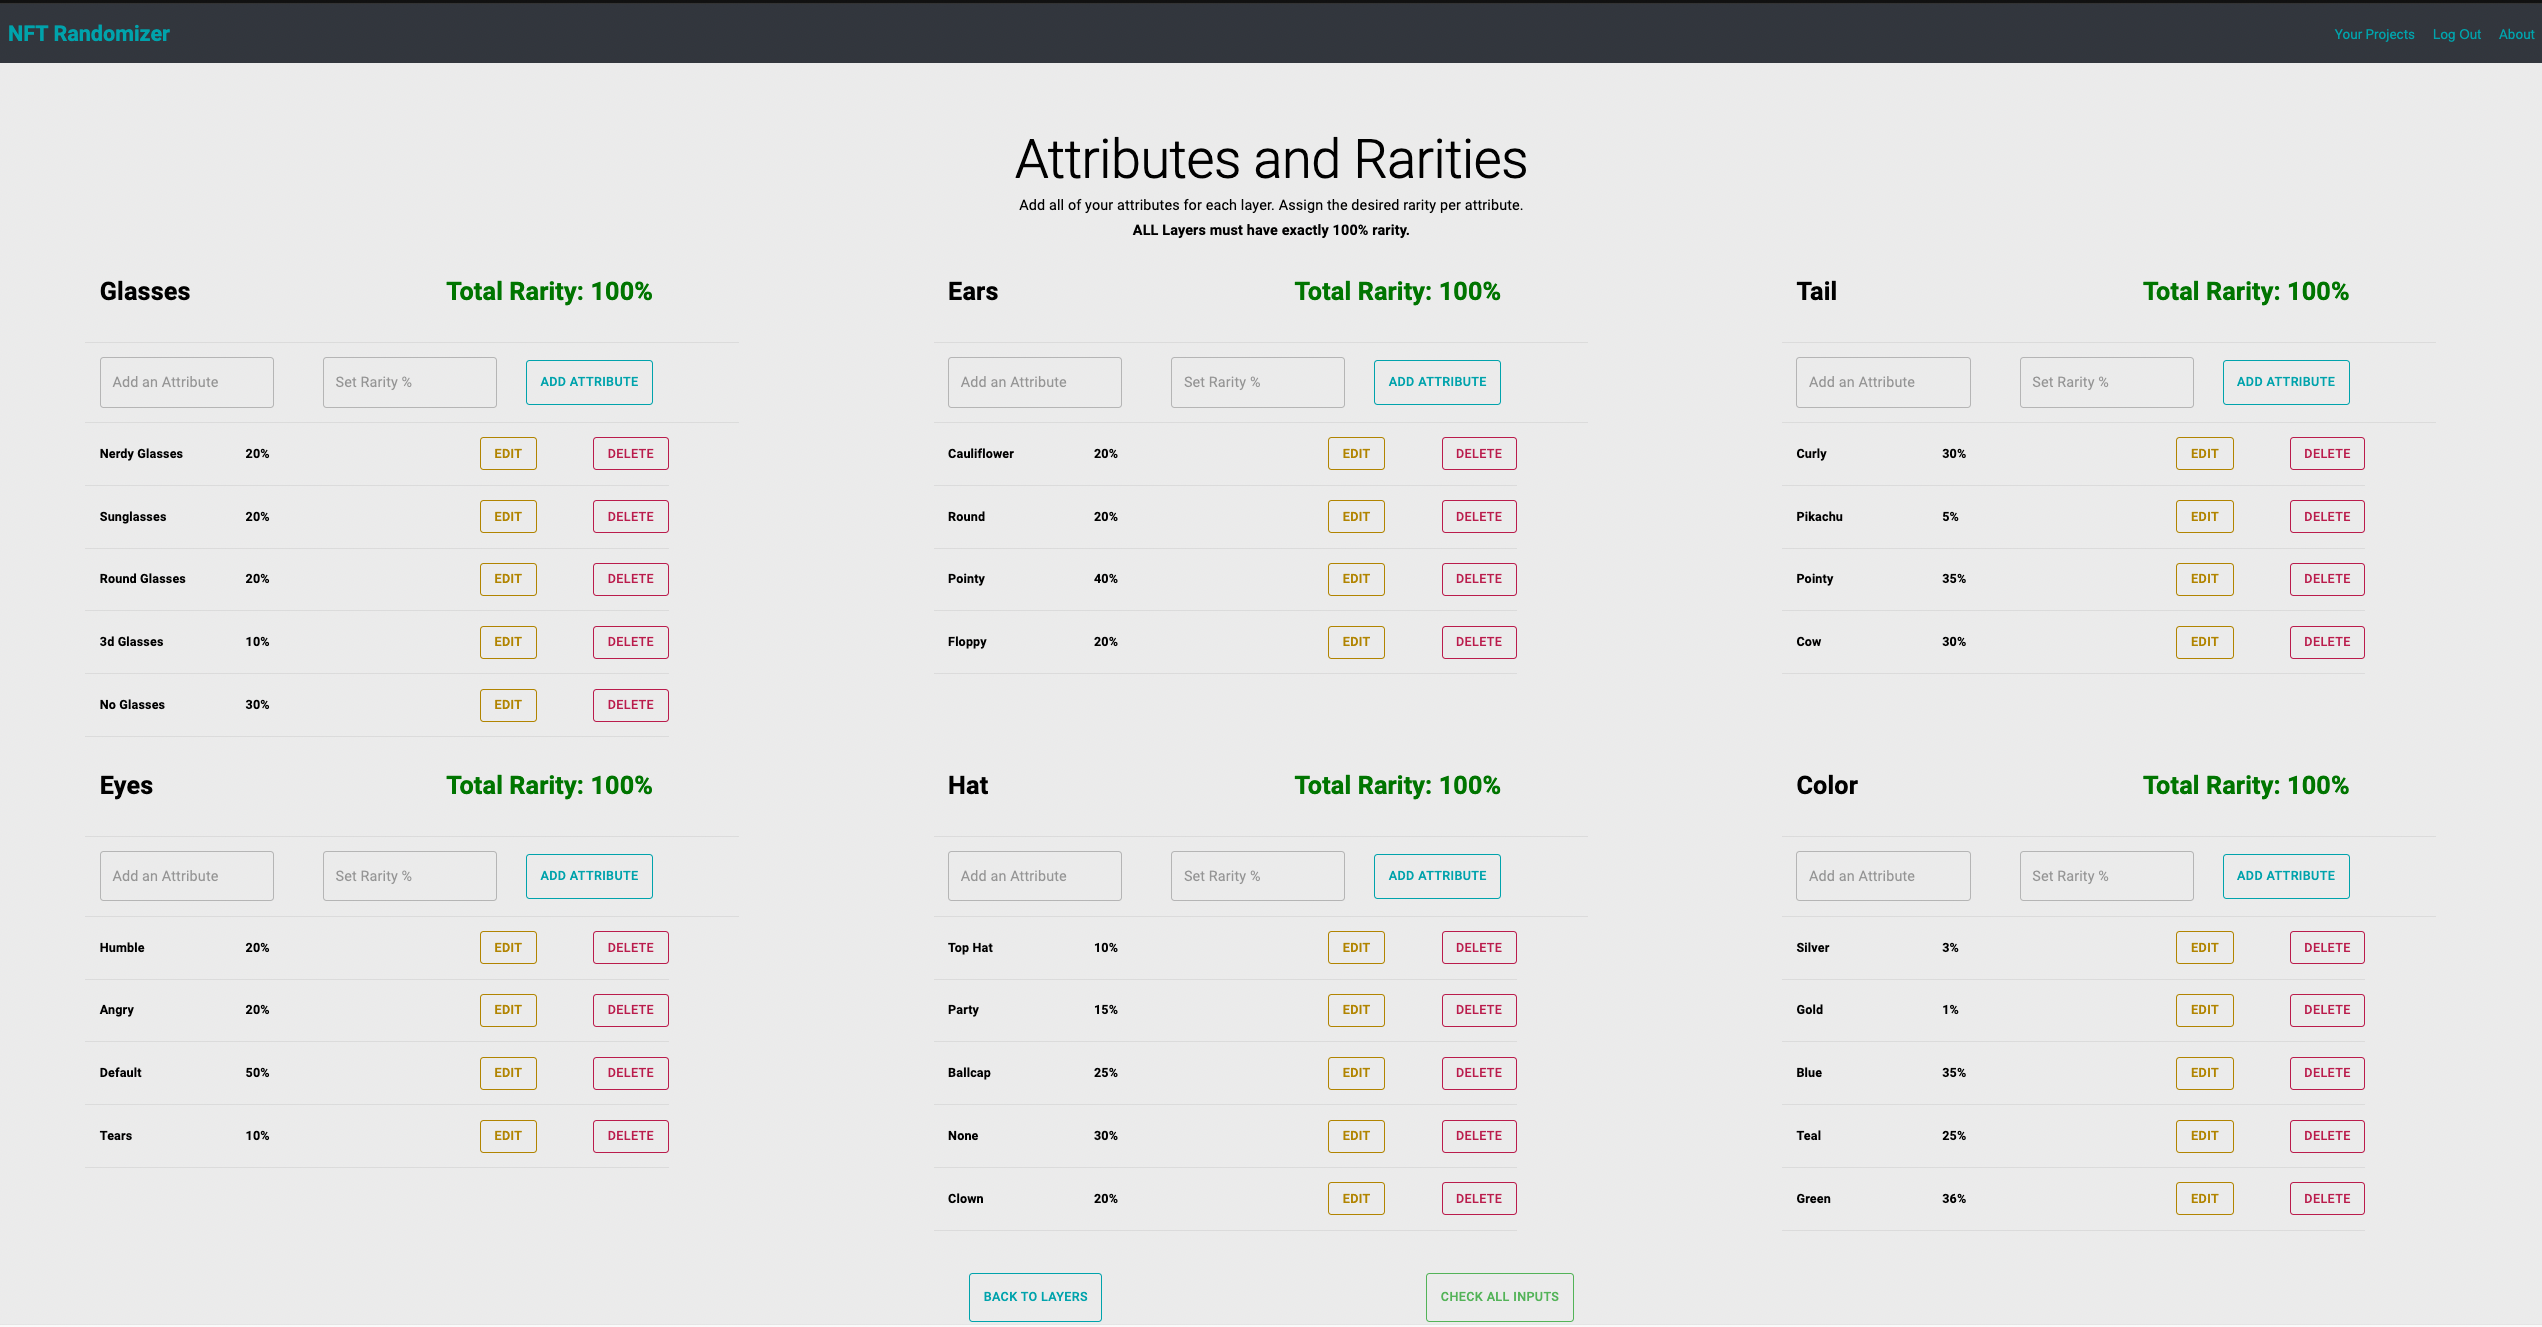 NFT Randomizer
Your Projects Log Out About
Attributes and Rarities
Add all of your attributes for each layer. Assign the desired rarity per attribute.
ALL Layers must have exactly 100% rarity.
Glasses Total Rarity: 100%
Add an Attribute Set Rarity % ADD ATTRIBUTE
Nerdy Glasses 20% EDIT DELETE
Sunglasses 20% EDIT DELETE
Round Glasses 20% EDIT DELETE
3d Glasses 10% EDIT DELETE
No Glasses 30% EDIT DELETE
Ears Total Rarity: 100%
Add an Attribute Set Rarity % ADD ATTRIBUTE
Cauliflower 20% EDIT DELETE
Round 20% EDIT DELETE
Pointy 40% EDIT DELETE
Floppy 20% EDIT DELETE
Tail Total Rarity: 100%
Add an Attribute Set Rarity % ADD ATTRIBUTE
Curly 30% EDIT DELETE
Pikachu 5% EDIT DELETE
Pointy 35% EDIT DELETE
Cow 30% EDIT DELETE
Eyes Total Rarity: 100%
Add an Attribute Set Rarity % ADD ATTRIBUTE
Humble 20% EDIT DELETE
Angry 20% EDIT DELETE
Default 50% EDIT DELETE
Tears 10% EDIT DELETE
Hat Total Rarity: 100%
Add an Attribute Set Rarity % ADD ATTRIBUTE
Top Hat 10% EDIT DELETE
Party 15% EDIT DELETE
Ballcap 25% EDIT DELETE
None 30% EDIT DELETE
Clown 20% EDIT DELETE
Color Total Rarity: 100%
Add an Attribute Set Rarity % ADD ATTRIBUTE
Silver 3% EDIT DELETE
Gold 1% EDIT DELETE
Blue 35% EDIT DELETE
Teal 25% EDIT DELETE
Green 36% EDIT DELETE
BACK TO LAYERS CHECK ALL INPUTS